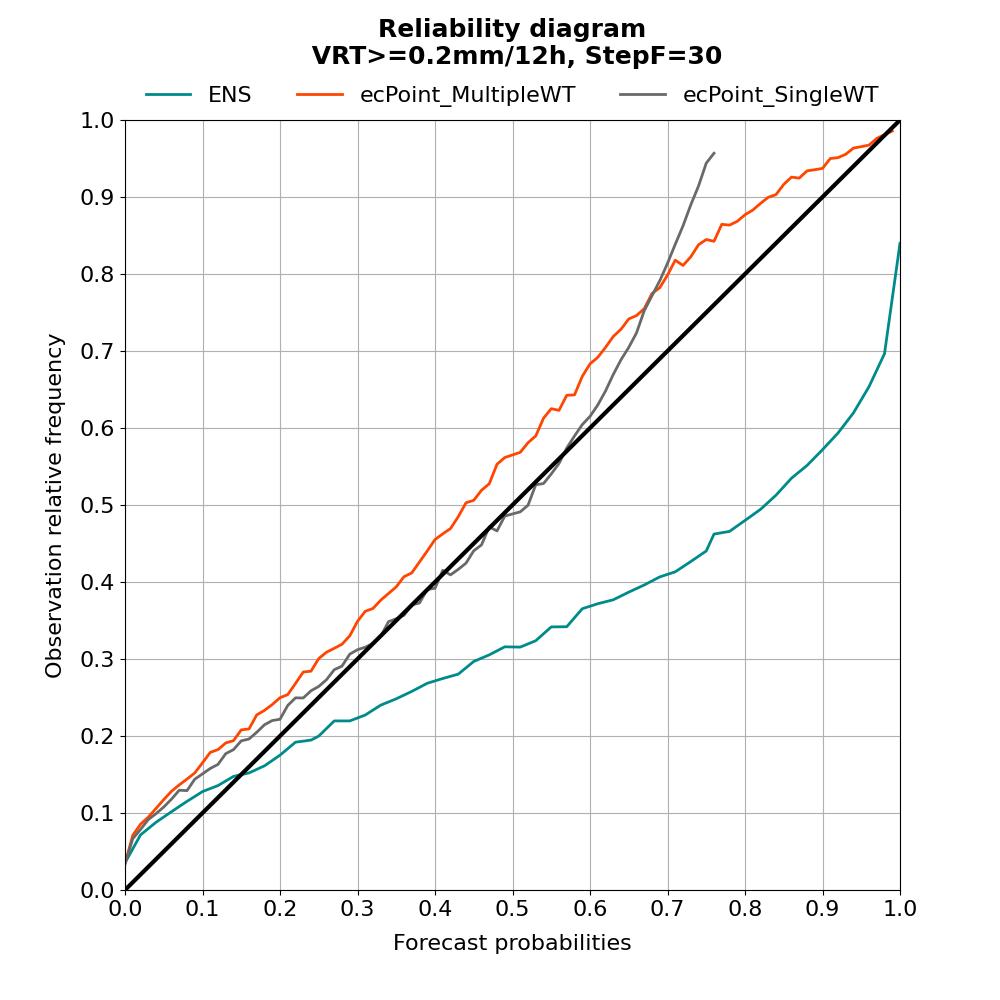 Reliability diagram
VRT>=0.2mm/12h, StepF=30
ENS ecPoint_MultipleWT ecPoint_SingleWT
1.0
0.9
0.8
0.7
0.6
0.5
0.4
0.3
0.2
0.1
0.0
Observation relative frequency
0.0 0.1 0.2 0.3 0.4 0.5 0.6 0.7 0.8 0.9 1.0
Forecast probabilities